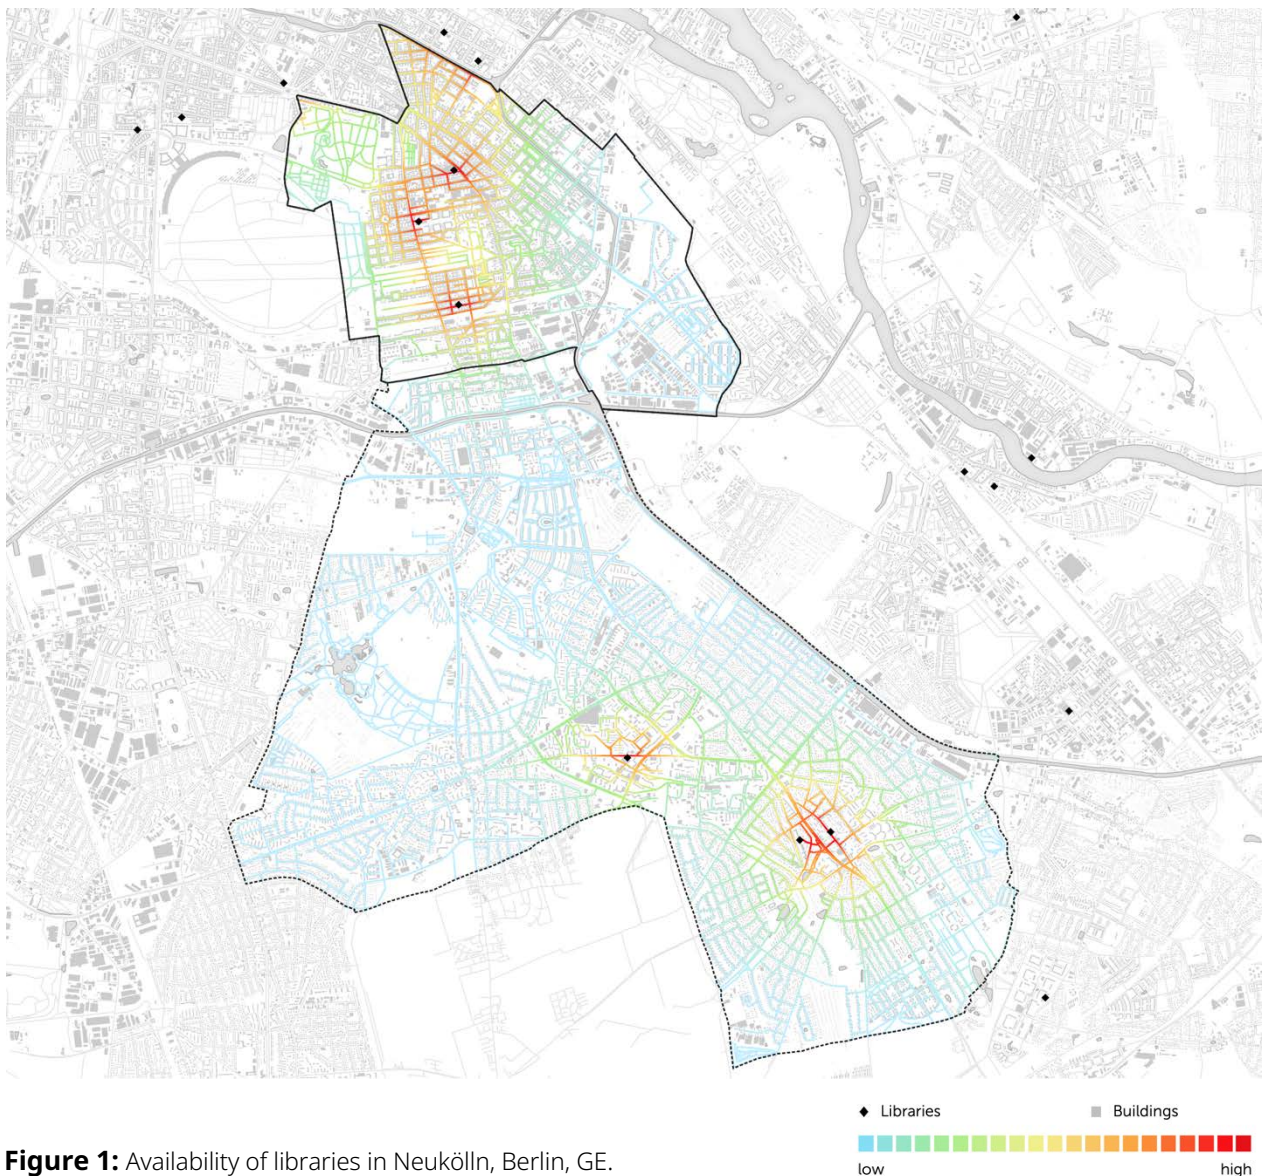 Libraries
Buildings
low
high
Figure 1: Availability of libraries in Neukölln, Berlin, GE.